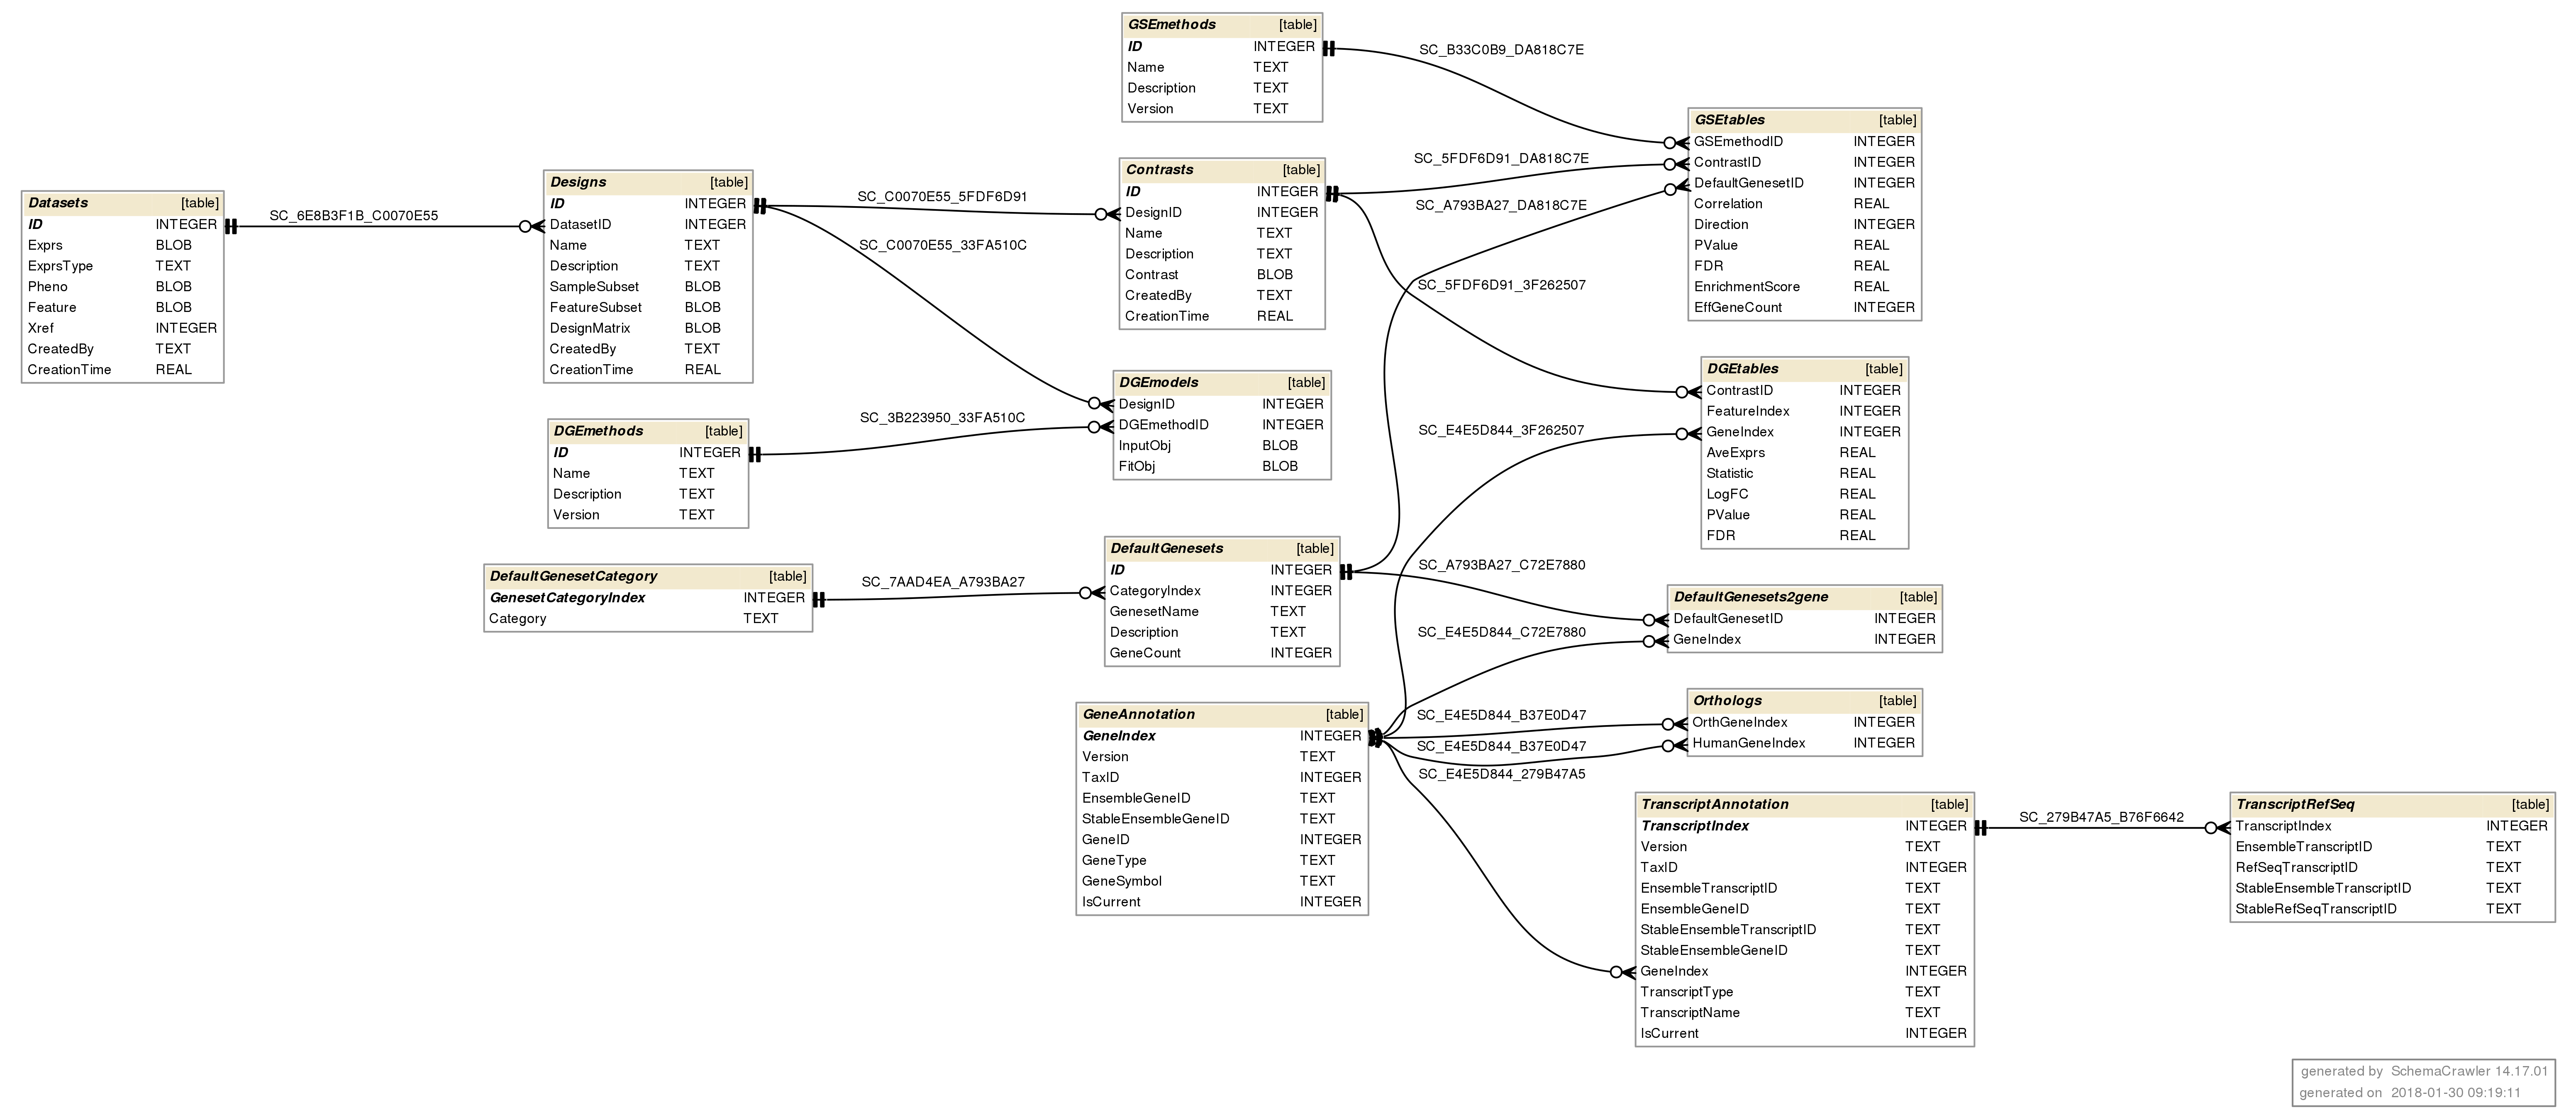 GSEmethods [table]
ID INTEGER
Name TEXT
Description TEXT
Version TEXT
SC_B33C0B9_DA818C7E
GSEtables [table]
GSEmethodID INTEGER
ContrastID INTEGER
DefaultGenesetID INTEGER
Correlation REAL
Direction INTEGER
PValue REAL
FDR REAL
EnrichmentScore REAL
EffGeneCount INTEGER
Datasets [table]
ID INTEGER
Exprs BLOB
ExprsType TEXT
Pheno BLOB
Feature BLOB
Xref INTEGER
CreatedBy TEXT
CreationTime REAL
SC_6E8B3F1B_C0070E55
Designs [table]
ID INTEGER
DatasetID INTEGER
Name TEXT
Description TEXT
SampleSubset BLOB
FeatureSubset BLOB
DesignMatrix BLOB
CreatedBy TEXT
CreationTime REAL
SC_C0070E55_5FDF6D91
SC_C0070E55_33FA510C
Contrasts [table]
ID INTEGER
DesignID INTEGER
Name TEXT
Description TEXT
Contrast BLOB
CreatedBy TEXT
CreationTime REAL
SC_5FDF6D91_DA818C7E
SC_A793BA27_DA818C7E
SC_5FDF6D91_3F262507
DGEmethods [table]
ID INTEGER
Name TEXT
Description TEXT
Version TEXT
SC_3B223950_33FA510C
DGEmodels [table]
DesignID INTEGER
DGEmethodID INTEGER
InputObj BLOB
FitObj BLOB
SC_E4E5D844_3F262507
DGEtables [table]
ContrastID INTEGER
FeatureIndex INTEGER
GeneIndex INTEGER
AveExprs REAL
Statistic REAL
LogFC REAL
PValue REAL
FDR REAL
DefaultGenesetCategory [table]
GenesetCategoryIndex INTEGER
Category TEXT
SC_7AAD4EA_A793BA27
DefaultGenesets [table]
ID INTEGER
CategoryIndex INTEGER
GenesetName TEXT
Description TEXT
GeneCount INTEGER
SC_A793BA27_C72E7880
SC_E4E5D844_C72E7880
DefaultGenesets2gene [table]
DefaultGenesetID INTEGER
GeneIndex INTEGER
GeneAnnotation [table]
GeneIndex INTEGER
Version TEXT
TaxID INTEGER
EnsembleGeneID TEXT
StableEnsembleGeneID TEXT
GeneID INTEGER
GeneType TEXT
GeneSymbol TEXT
IsCurrent INTEGER
SC_E4E5D844_B37E0D47
SC_E4E5D844_B37E0D47
SC_E4E5D844_279B47A5
Orthologs [table]
OrthGeneIndex INTEGER
HumanGeneIndex INTEGER
TranscriptAnnotation [table]
TranscriptIndex INTEGER
Version TEXT
TaxID INTEGER
EnsembleTranscriptID TEXT
EnsembleGeneID TEXT
StableEnsembleTranscriptID TEXT
StableEnsembleGeneID TEXT
GeneIndex INTEGER
TranscriptType TEXT
TranscriptName TEXT
IsCurrent INTEGER
SC_279B47A5_B76F6642
TranscriptRefSeq [table]
TranscriptIndex INTEGER
EnsembleTranscriptID TEXT
RefSeqTranscriptID TEXT
StableEnsembleTranscriptID TEXT
StableRefSeqTranscriptID TEXT
generated by SchemaCrawler 14.17.01
generated on 2018-01-30 09:19:11